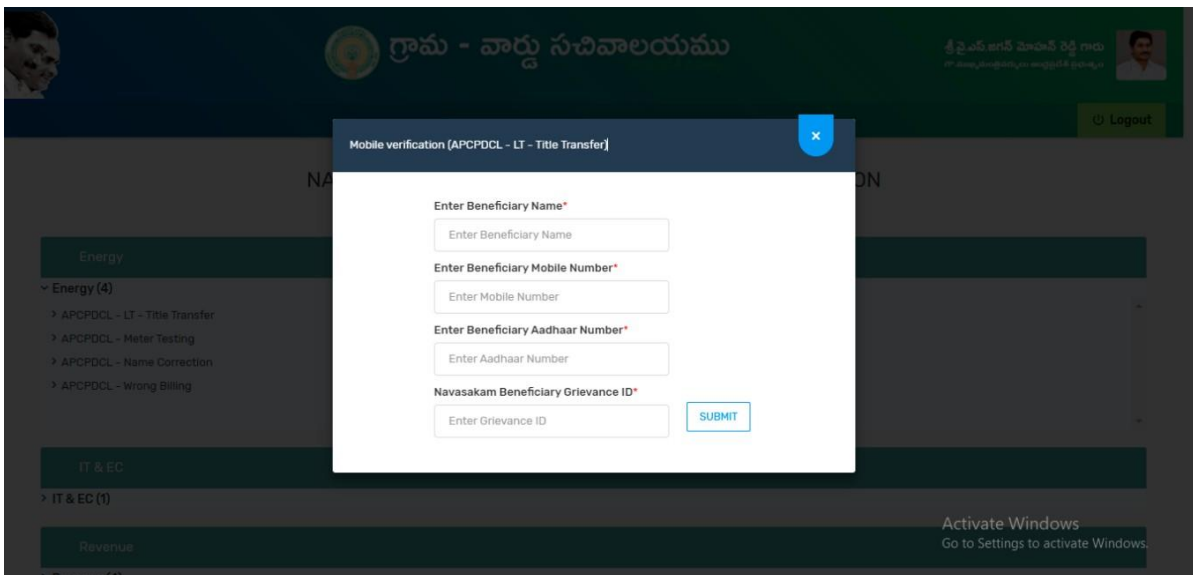 గ్రామ - వార్డు సచివాలయము
శ్రీ వై.ఎస్.జగన్ మోహన్ రెడ్డి గారు
Logout
Mobile verification (APCPDCL - LT - Title Transfer)
×
NA
ON
Enter Beneficiary Name*
Enter Beneficiary Name
Enter Beneficiary Mobile Number*
Enter Mobile Number
Enter Beneficiary Aadhaar Number*
Enter Aadhaar Number
Navasakam Beneficiary Grievance ID*
Enter Grievance ID
SUBMIT
Energy
Energy (4)
APCPDCL - LT - Title Transfer
APCPDCL - Meter Testing
APCPDCL - Name Correction
APCPDCL - Wrong Billing
IT & EC
IT & EC (1)
Revenue
Activate Windows
Go to Settings to activate Windows.